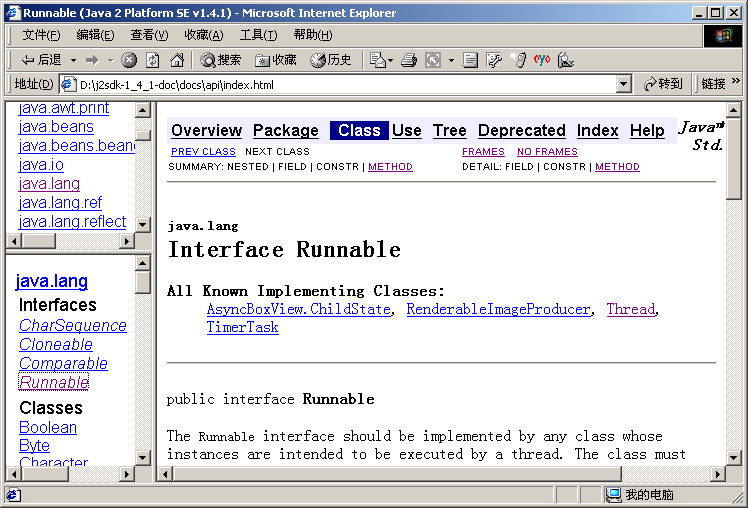 Runnable (Java 2 Platform SE v1.4.1) - Microsoft Internet Explorer
文件(F) 编辑(E) 查看(V) 收藏(A) 工具(T) 帮助(H)
后退 搜索 收藏 历史
地址(D) D:\j2sdk-1_4_1-doc\docs\api\index.html 转到 链接 »
java.awt.print
java.beans
java.beans.beanc
java.io
java.lang
java.lang.ref
java.lang.reflect
java.lang
Interfaces
CharSequence
Cloneable
Comparable
Runnable
Classes
Boolean
Byte
Character
Overview Package Class Use Tree Deprecated Index Help
Java™
Std.
PREV CLASS NEXT CLASS FRAMES NO FRAMES
SUMMARY: NESTED | FIELD | CONSTR | METHOD DETAIL: FIELD | CONSTR | METHOD
java.lang
Interface Runnable
All Known Implementing Classes:
AsyncBoxView.ChildState, RenderableImageProducer, Thread,
TimerTask
public interface Runnable
The Runnable interface should be implemented by any class whose
instances are intended to be executed by a thread. The class must
我的电脑